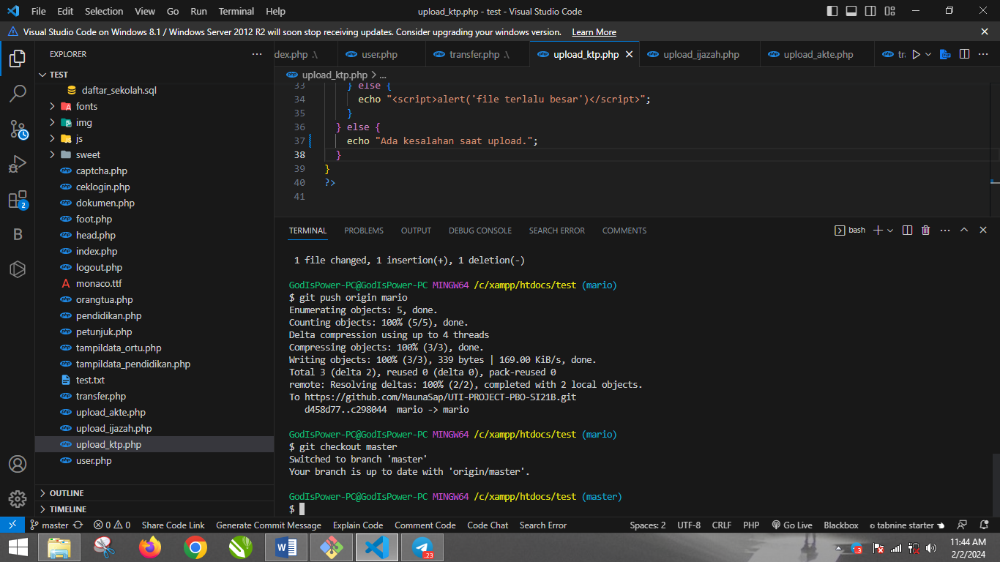 File Edit Selection View Go Run Terminal Help upload_ktp.php - test - Visual Studio Code
Visual Studio Code on Windows 8.1 / Windows Server 2012 R2 will soon stop receiving updates. Consider upgrading your windows version. Learn More
EXPLORER
dex.php .\ user.php transfer.php .\ upload_ktp.php upload_ijazah.php upload_akte.php tr
TEST
upload_ktp.php > ...
daftar_sekolah.sql
fonts
img
js
sweet
captcha.php
ceklogin.php
dokumen.php
foot.php
head.php
index.php
logout.php
monaco.ttf
orangtua.php
pendidikan.php
petunjuk.php
tampildata_ortu.php
tampildata_pendidikan.php
test.txt
transfer.php
upload_akte.php
upload_ijazah.php
upload_ktp.php
user.php
OUTLINE
TIMELINE
2
B
33 } else {
34 echo "<script>alert('file terlalu besar')</script>";
35 }
36 } else {
37 echo "Ada kesalahan saat upload.";
38 }
39 }
40 ?>
41
TERMINAL PROBLEMS OUTPUT DEBUG CONSOLE SEARCH ERROR COMMENTS bash
1 file changed, 1 insertion(+), 1 deletion(-)
GodIsPower-PC@GodIsPower-PC MINGW64 /c/xampp/htdocs/test (mario)
$ git push origin mario
Enumerating objects: 5, done.
Counting objects: 100% (5/5), done.
Delta compression using up to 4 threads
Compressing objects: 100% (3/3), done.
Writing objects: 100% (3/3), 339 bytes | 169.00 KiB/s, done.
Total 3 (delta 2), reused 0 (delta 0), pack-reused 0
remote: Resolving deltas: 100% (2/2), completed with 2 local objects.
To https://github.com/MaunaSap/UTI-PROJECT-PBO-SI21B.git
d458d77..c298044 mario -> mario
GodIsPower-PC@GodIsPower-PC MINGW64 /c/xampp/htdocs/test (mario)
$ git checkout master
Switched to branch 'master'
Your branch is up to date with 'origin/master'.
GodIsPower-PC@GodIsPower-PC MINGW64 /c/xampp/htdocs/test (master)
$
master 0 0 Share Code Link Generate Commit Message Explain Code Comment Code Code Chat Search Error Spaces: 2 UTF-8 CRLF PHP Go Live Blackbox tabnine starter
11:44 AM
2/2/2024